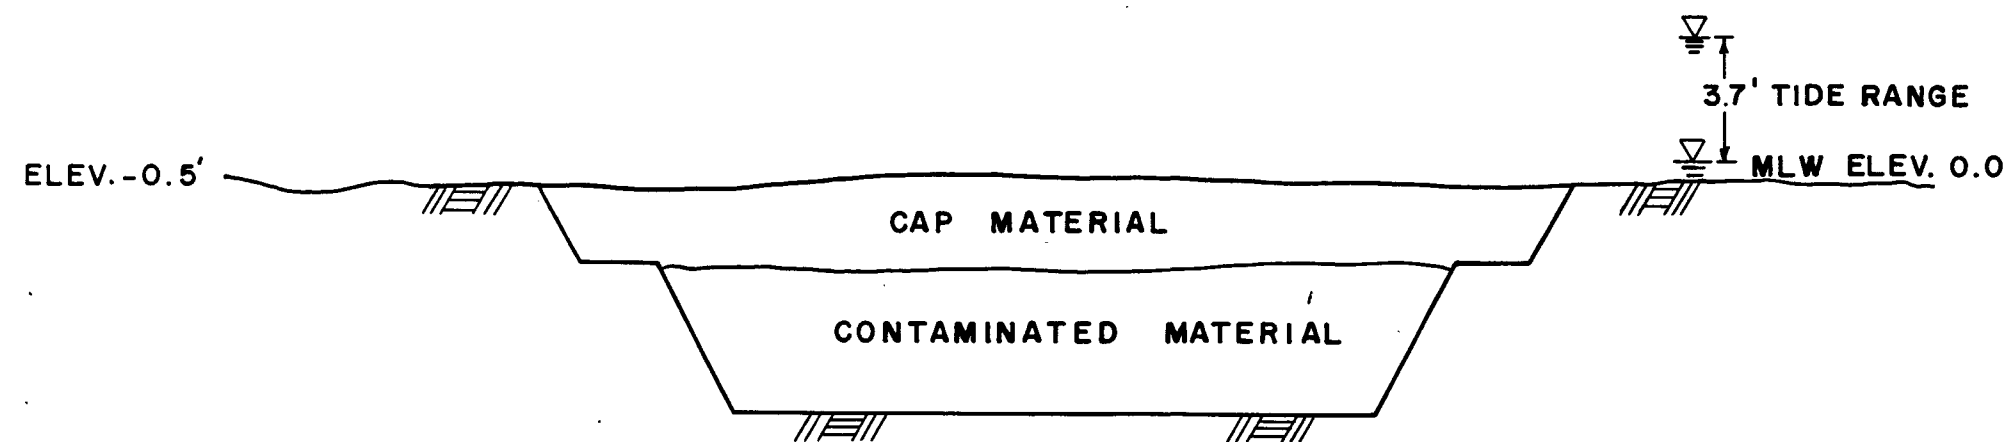 3.7' TIDE RANGE
ELEV.-0.5'
MLW ELEV. 0.0
CAP MATERIAL
CONTAMINATED MATERIAL